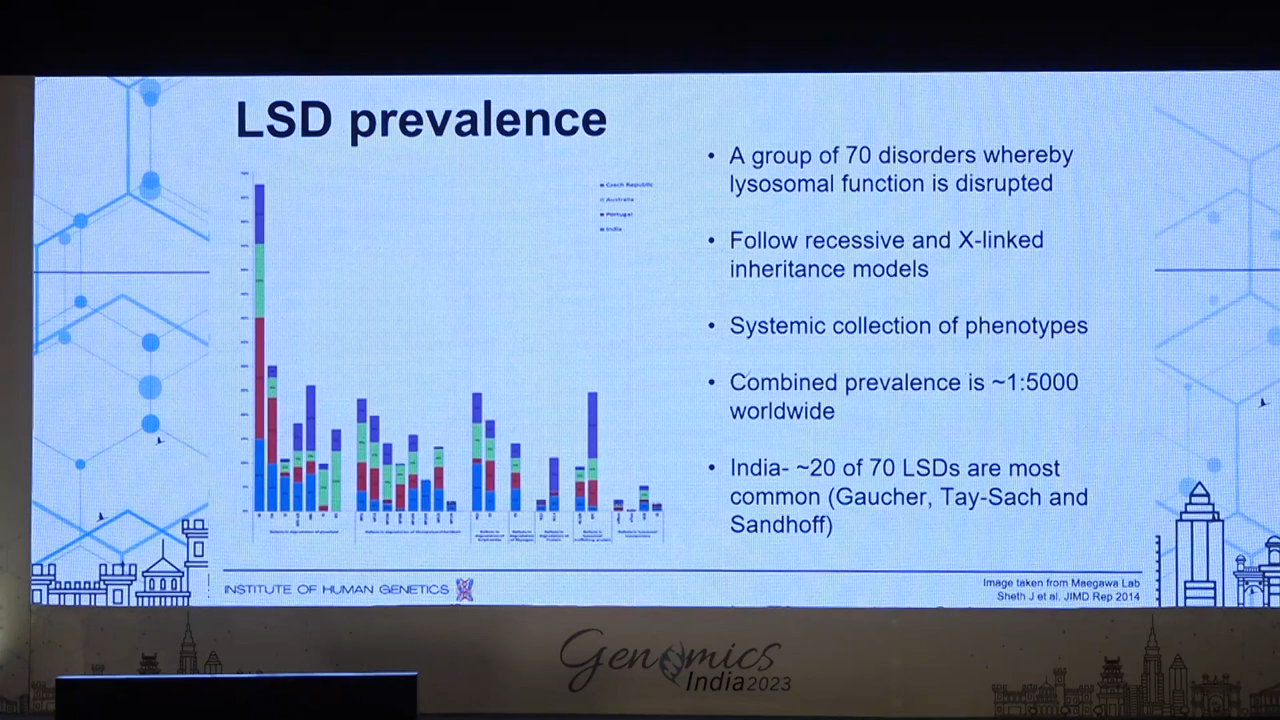 LSD prevalence
Czech Republic
Australia
Portugal
India
• A group of 70 disorders whereby
lysosomal function is disrupted
• Follow recessive and X-linked
inheritance models
• Systemic collection of phenotypes
• Combined prevalence is ~1:5000
worldwide
• India- ~20 of 70 LSDs are most
common (Gaucher, Tay-Sach and
Sandhoff)
INSTITUTE OF HUMAN GENETICS
Image taken from Maegawa Lab
Sheth J et al. JIMD Rep 2014
Genomics
India2023